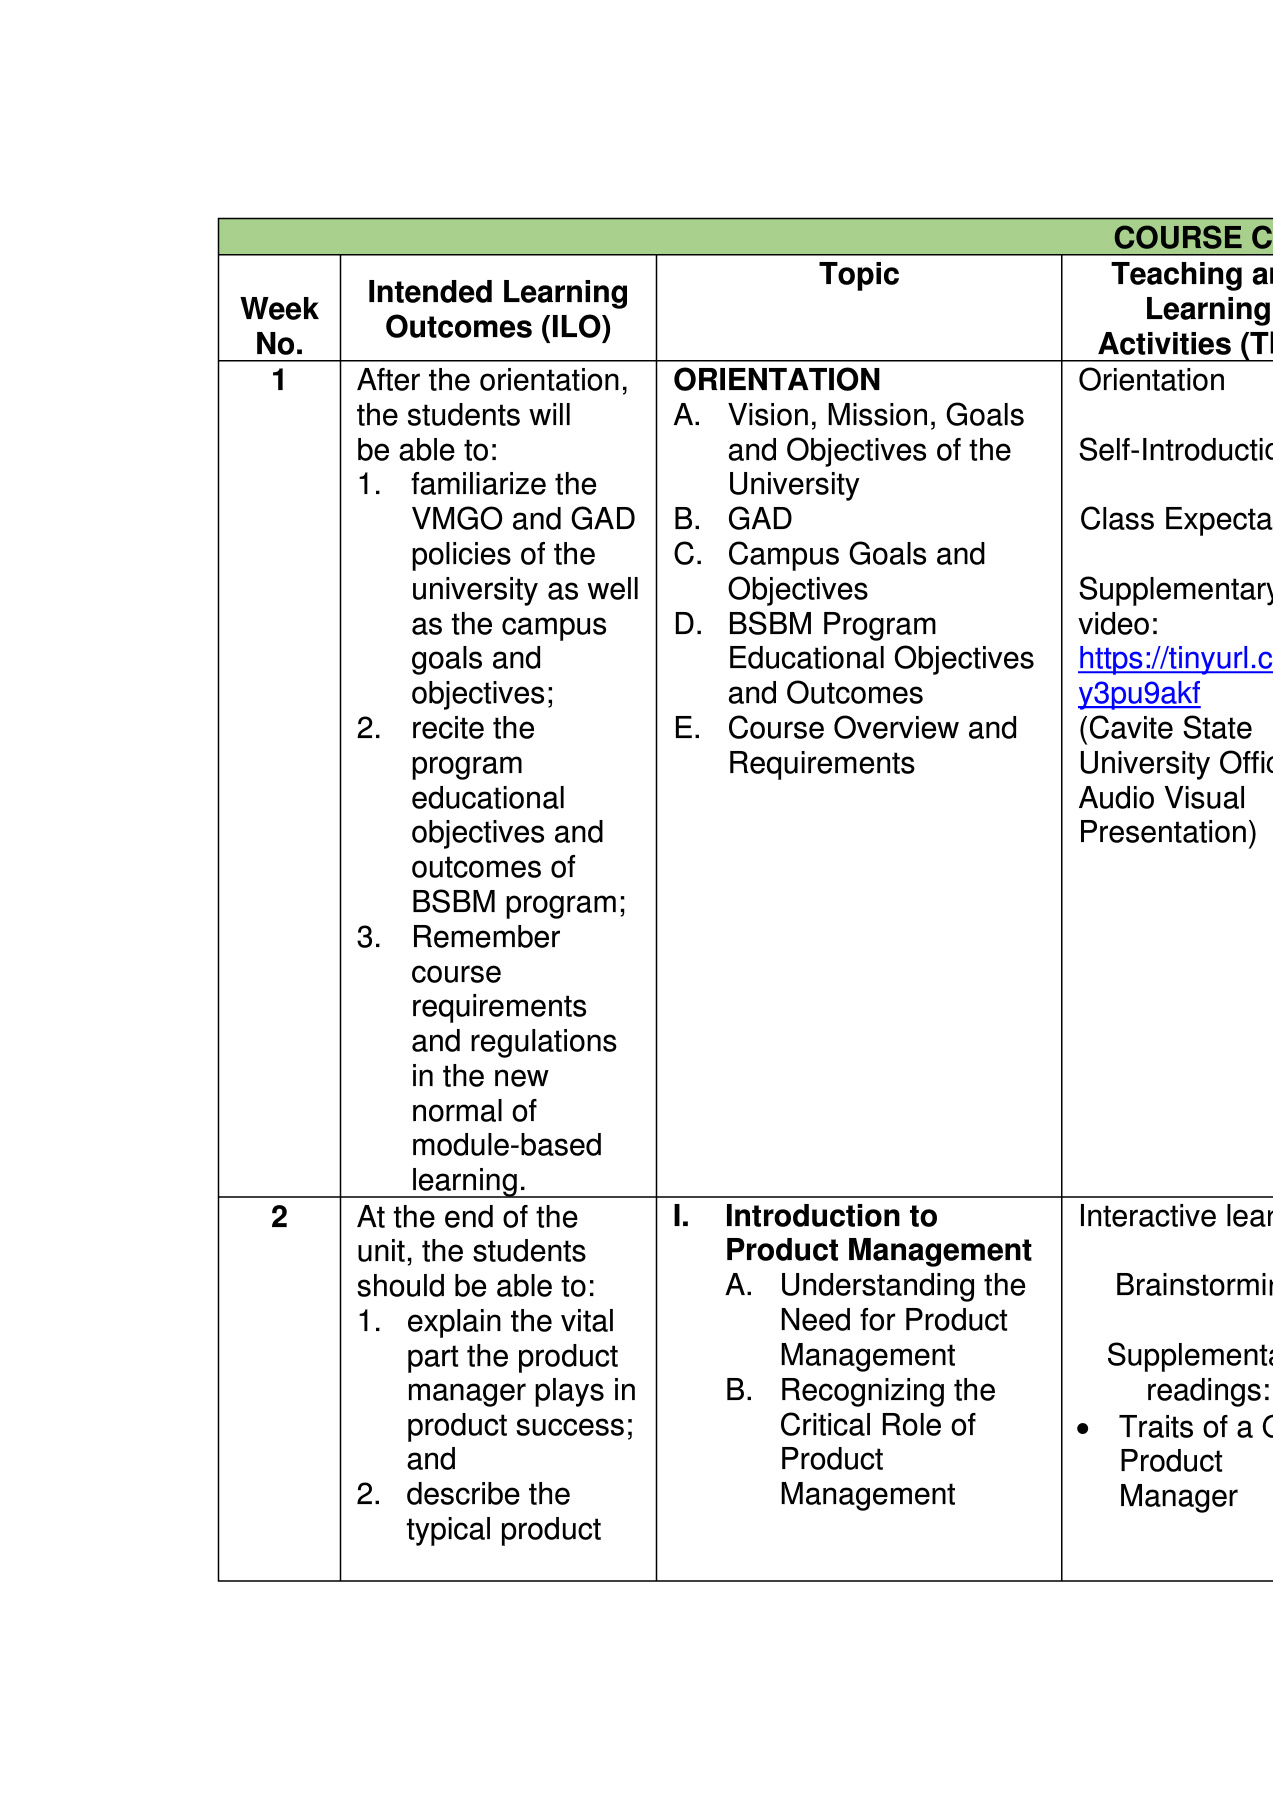 COURSE C
Week
No.
Intended Learning
Outcomes (ILO)
Topic
Teaching a
Learning
Activities (T
1
After the orientation,
the students will
be able to:
1. familiarize the
VMGO and GAD
policies of the
university as well
as the campus
goals and
objectives;
2. recite the
program
educational
objectives and
outcomes of
BSBM program;
3. Remember
course
requirements
and regulations
in the new
normal of
module-based
learning.
ORIENTATION
A. Vision, Mission, Goals
and Objectives of the
University
B. GAD
C. Campus Goals and
Objectives
D. BSBM Program
Educational Objectives
and Outcomes
E. Course Overview and
Requirements
Orientation
Self-Introductio
Class Expecta
Supplementary
video:
https://tinyurl.c
y3pu9akf
(Cavite State
University Offic
Audio Visual
Presentation)
2
At the end of the
unit, the students
should be able to:
1. explain the vital
part the product
manager plays in
product success;
and
2. describe the
typical product
I. Introduction to
Product Management
A. Understanding the
Need for Product
Management
B. Recognizing the
Critical Role of
Product
Management
Interactive lear
Brainstormin
Supplementa
readings:
• Traits of a G
Product
Manager